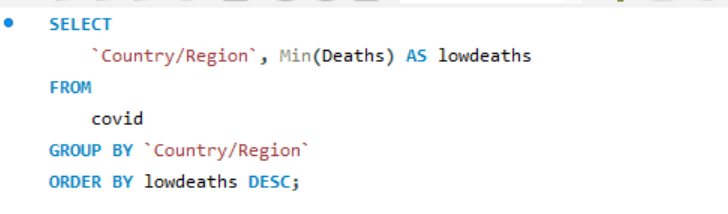 SELECT
`Country/Region`, Min(Deaths) AS lowdeaths
FROM
covid
GROUP BY `Country/Region`
ORDER BY lowdeaths DESC;